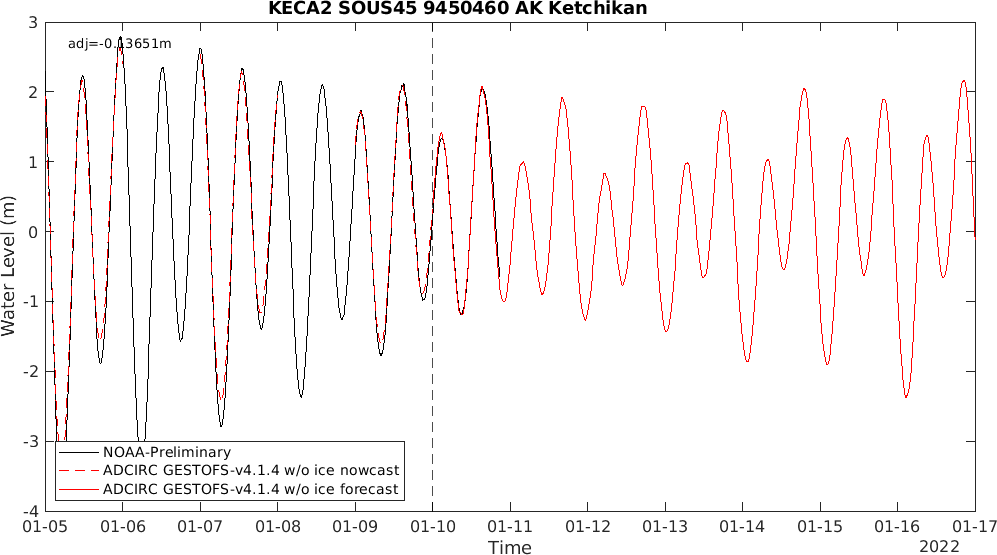 KECA2 SOUS45 9450460 AK Ketchikan
adj=-0.13651m
Water Level (m)
3
2
1
0
-1
-2
-3
-4
NOAA-Preliminary
ADCIRC GESTOFS-v4.1.4 w/o ice nowcast
ADCIRC GESTOFS-v4.1.4 w/o ice forecast
01-05 01-06 01-07 01-08 01-09 01-10 01-11 01-12 01-13 01-14 01-15 01-16 01-17
Time
2022